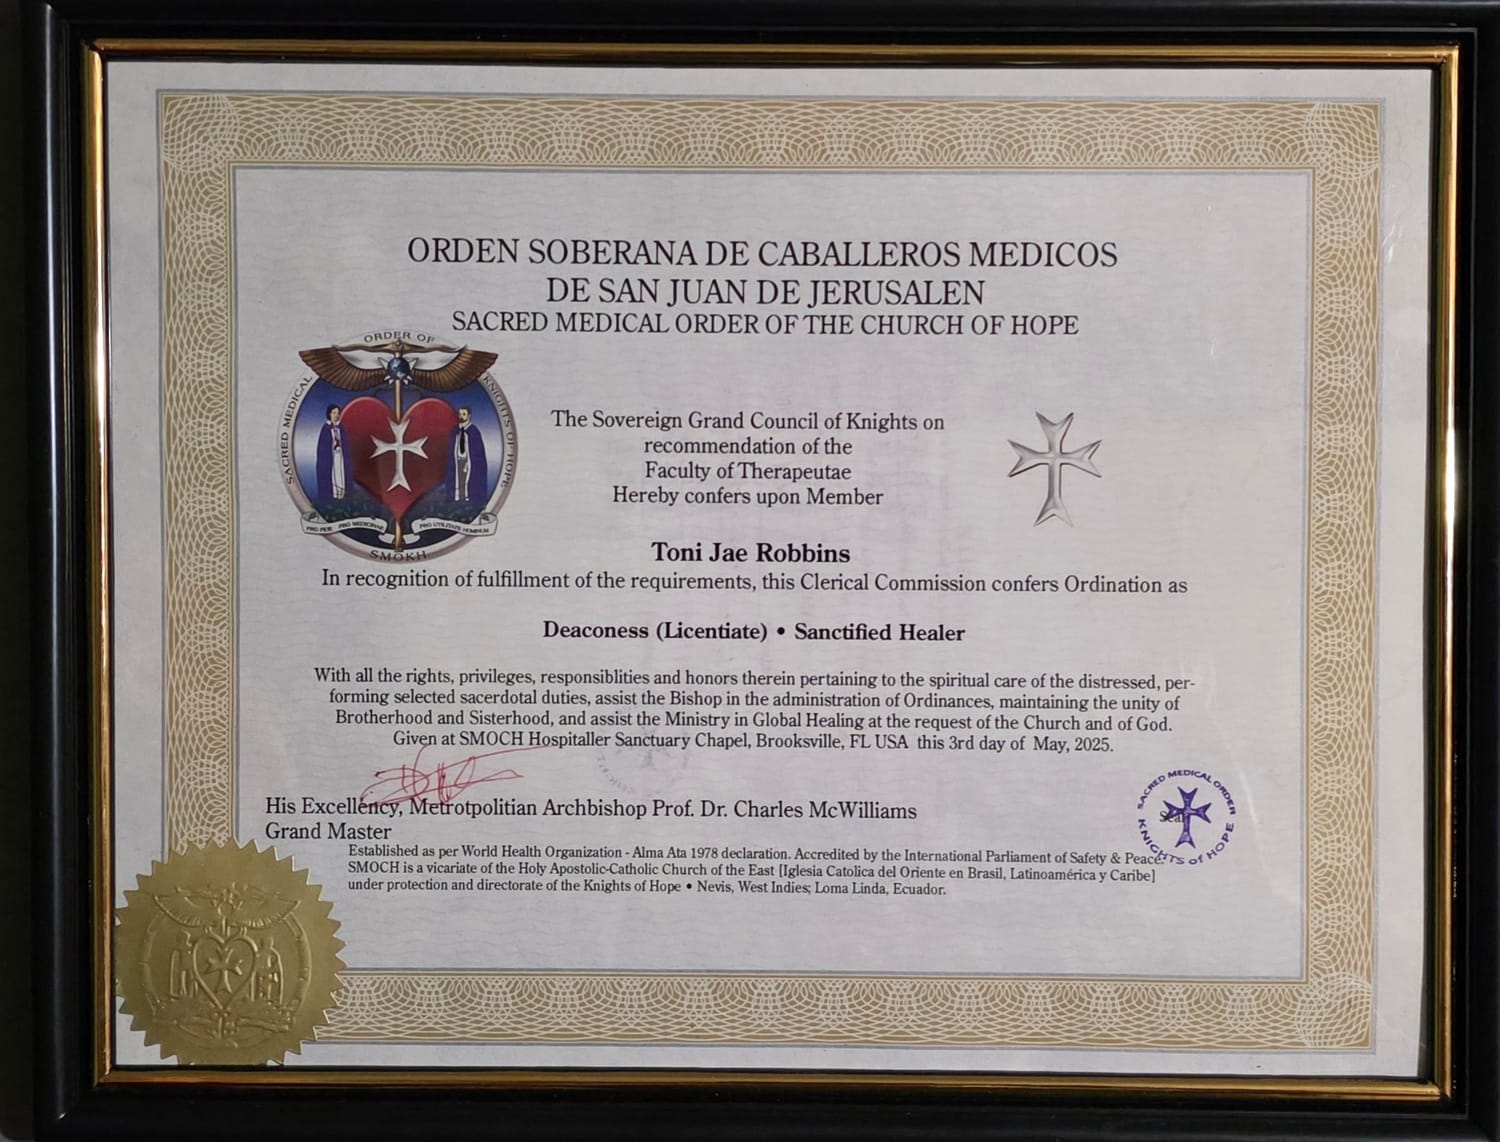 ORDEN SOBERANA DE CABALLEROS MEDICOS
DE SAN JUAN DE JERUSALEN
SACRED MEDICAL ORDER OF THE CHURCH OF HOPE
ORDER OF
SACRED MEDICAL
KNIGHTS OF HOPE
PRO FIDE PRO MEDICINAE PRO UTILITATE HOMINUM
SMOKH
The Sovereign Grand Council of Knights on
recommendation of the
Faculty of Therapeutae
Hereby confers upon Member
Toni Jae Robbins
In recognition of fulfillment of the requirements, this Clerical Commission confers Ordination as
Deaconess (Licentiate) • Sanctified Healer
With all the rights, privileges, responsiblities and honors therein pertaining to the spiritual care of the distressed, per-
forming selected sacerdotal duties, assist the Bishop in the administration of Ordinances, maintaining the unity of
Brotherhood and Sisterhood, and assist the Ministry in Global Healing at the request of the Church and of God.
Given at SMOCH Hospitaller Sanctuary Chapel, Brooksville, FL USA this 3rd day of May, 2025.
His Excellency, Metrotpolitian Archbishop Prof. Dr. Charles McWilliams
Grand Master
Seal
SACRED MEDICAL ORDER
KNIGHTS of HOPE
Established as per World Health Organization - Alma Ata 1978 declaration. Accredited by the International Parliament of Safety & Peace.
SMOCH is a vicariate of the Holy Apostolic-Catholic Church of the East [Iglesia Catolica del Oriente en Brasil, Latinoamérica y Caribe]
under protection and directorate of the Knights of Hope • Nevis, West Indies; Loma Linda, Ecuador.